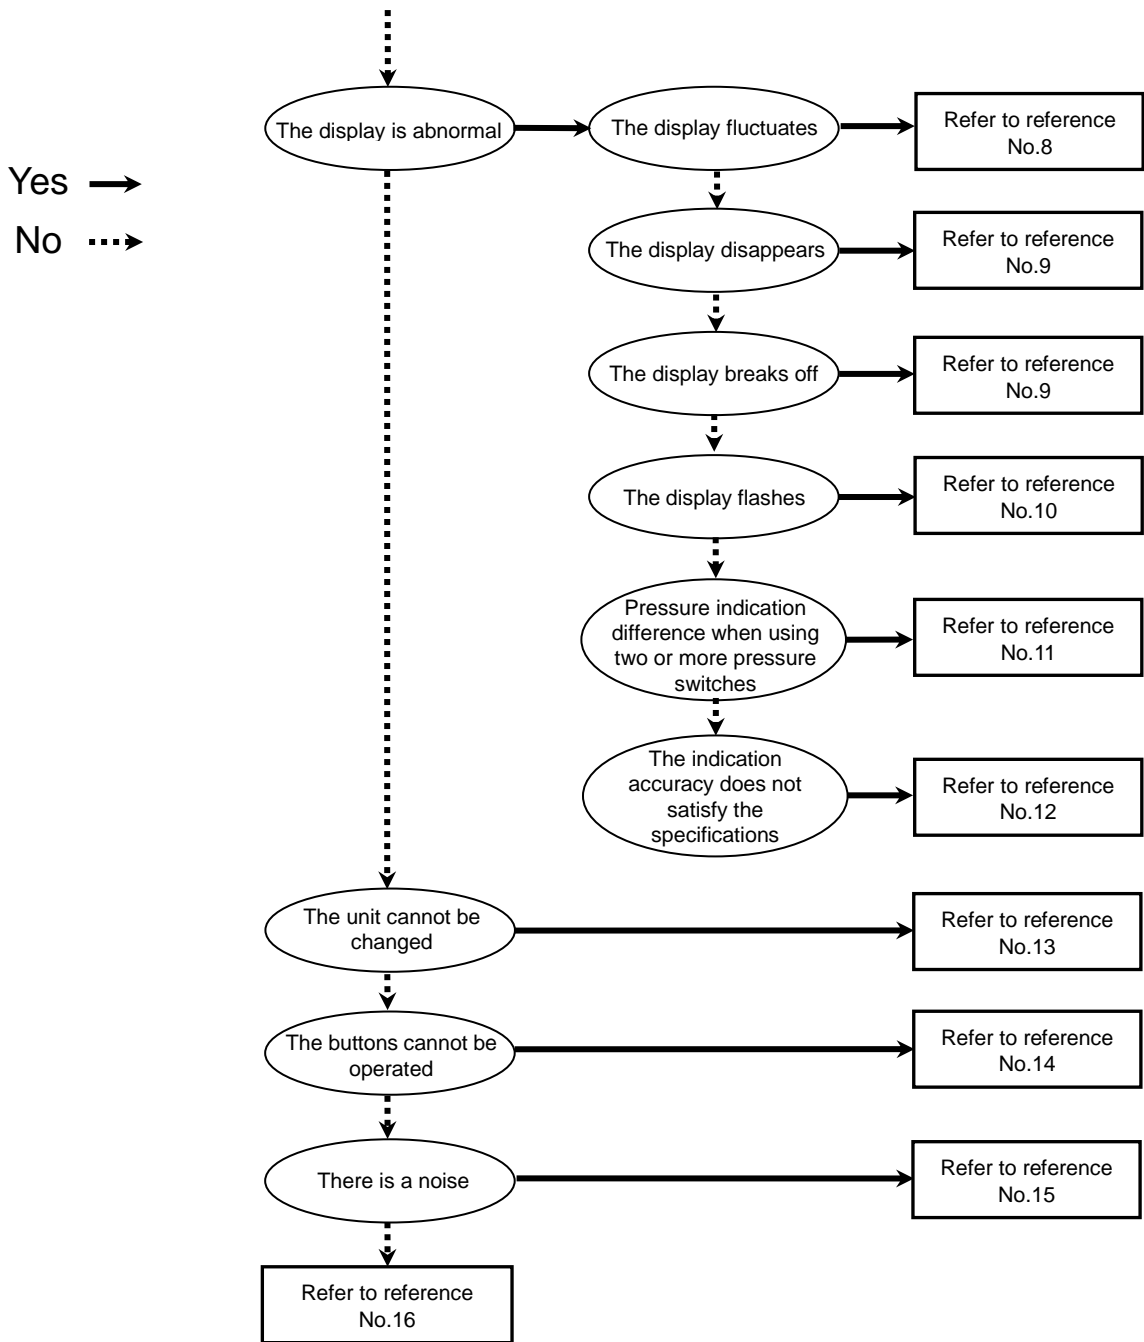 The display is abnormal
The display fluctuates
Refer to reference
No.8
Yes
No
The display disappears
Refer to reference
No.9
The display breaks off
Refer to reference
No.9
The display flashes
Refer to reference
No.10
Pressure indication
difference when using
two or more pressure
switches
Refer to reference
No.11
The indication
accuracy does not
satisfy the
specifications
Refer to reference
No.12
The unit cannot be
changed
Refer to reference
No.13
The buttons cannot be
operated
Refer to reference
No.14
There is a noise
Refer to reference
No.15
Refer to reference
No.16